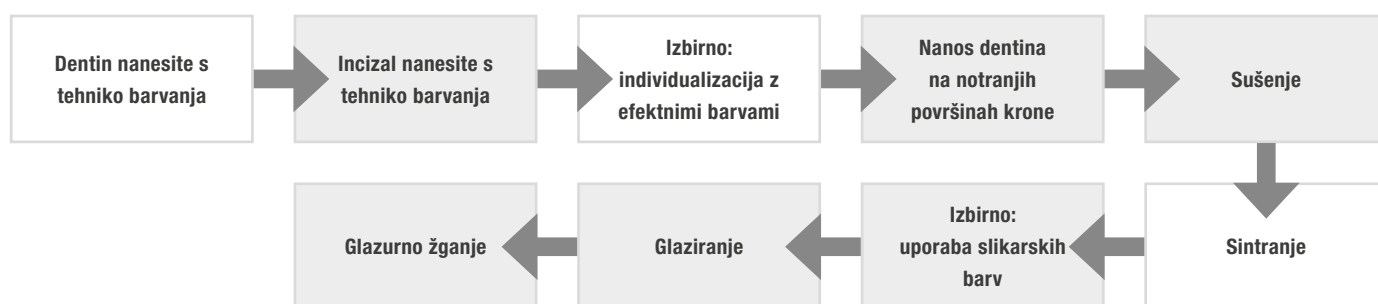 Dentin nanesite s
tehniko barvanja
Incizal nanesite s
tehniko barvanja
Izbirno:
individualizacija z
efektnimi barvami
Nanos dentina
na notranjih
površinah krone
Sušenje
Sintranje
Izbirno:
uporaba slikarskih
barv
Glaziranje
Glazurno žganje